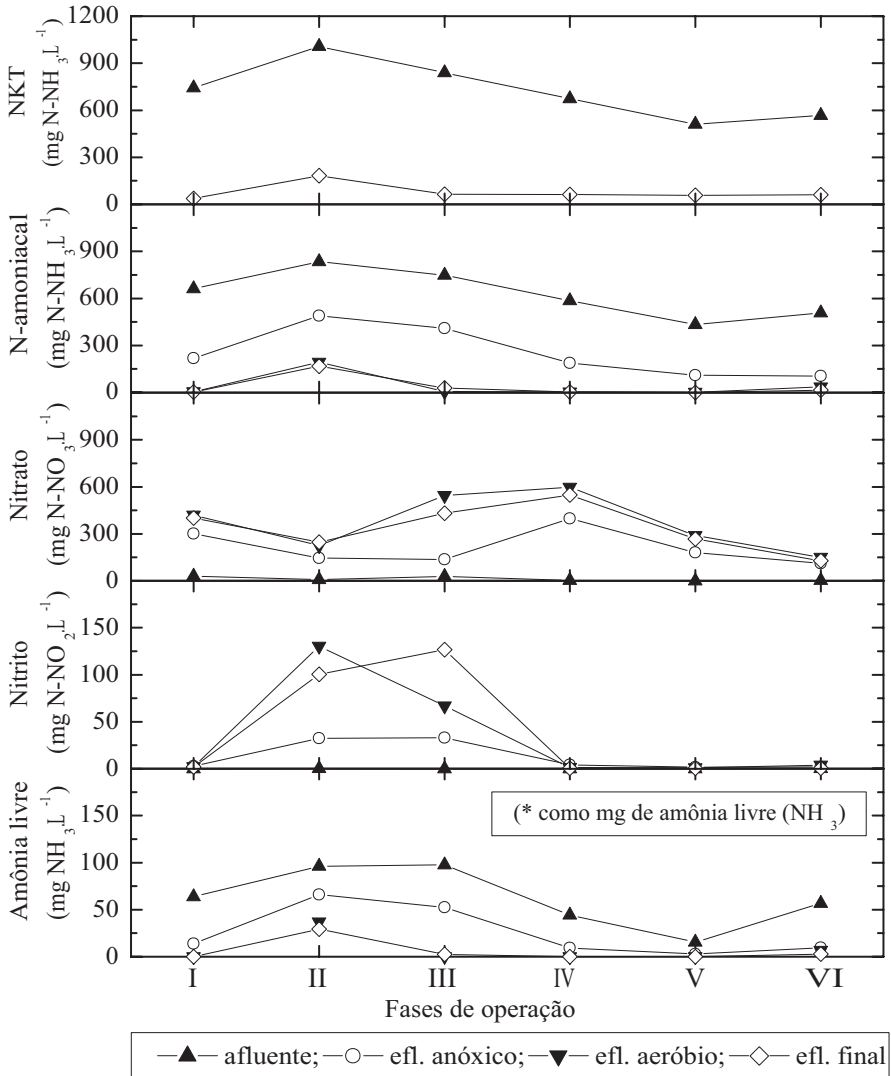 1200
900
600
300
0
NKT
(mg N-NH3.L-1)
900
600
300
0
N-amoniacal
(mg N-NH3.L-1)
900
600
300
0
Nitrato
(mg N-NO3.L-1)
150
100
50
0
Nitrito
(mg N-NO2.L-1)
150
100
50
0
Amônia livre
(mg NH3.L-1)
(* como mg de amônia livre (NH3)
I II III IV V VI
Fases de operação
afluente; efl. anóxico; efl. aeróbio; efl. final